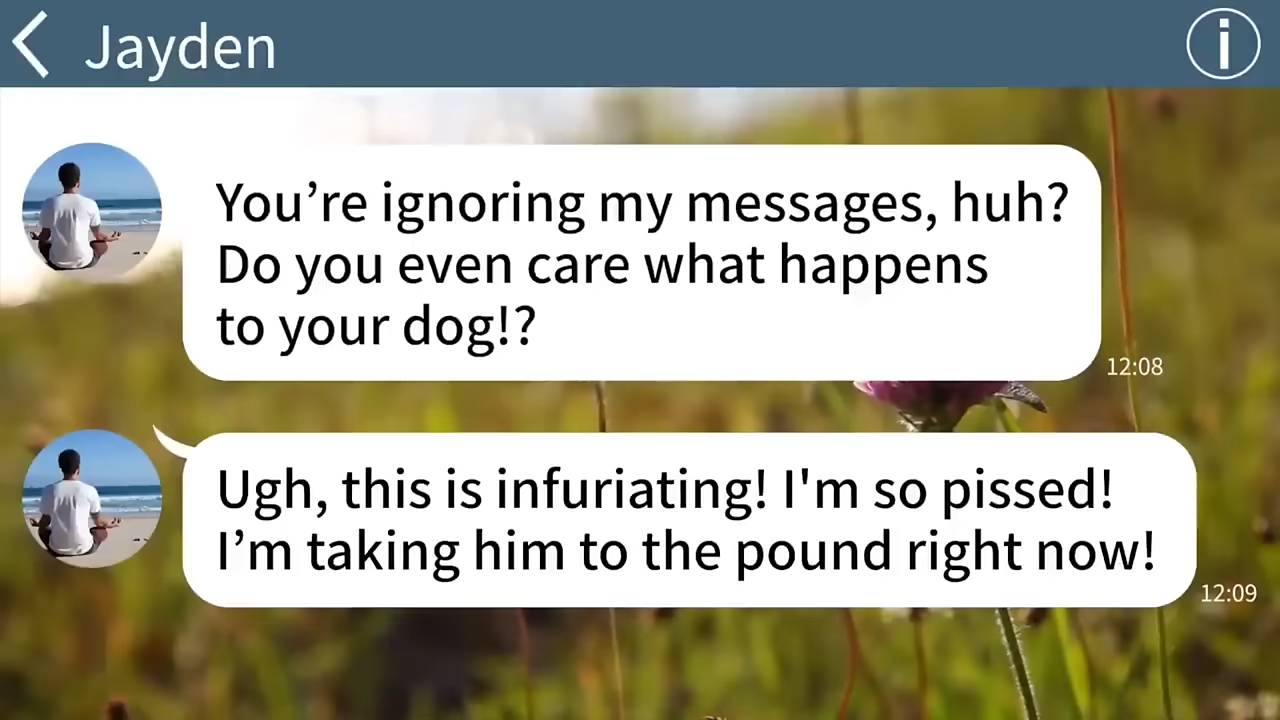 Jayden
i
You’re ignoring my messages, huh?
Do you even care what happens
to your dog!?
12:08
Ugh, this is infuriating! I'm so pissed!
I’m taking him to the pound right now!
12:09